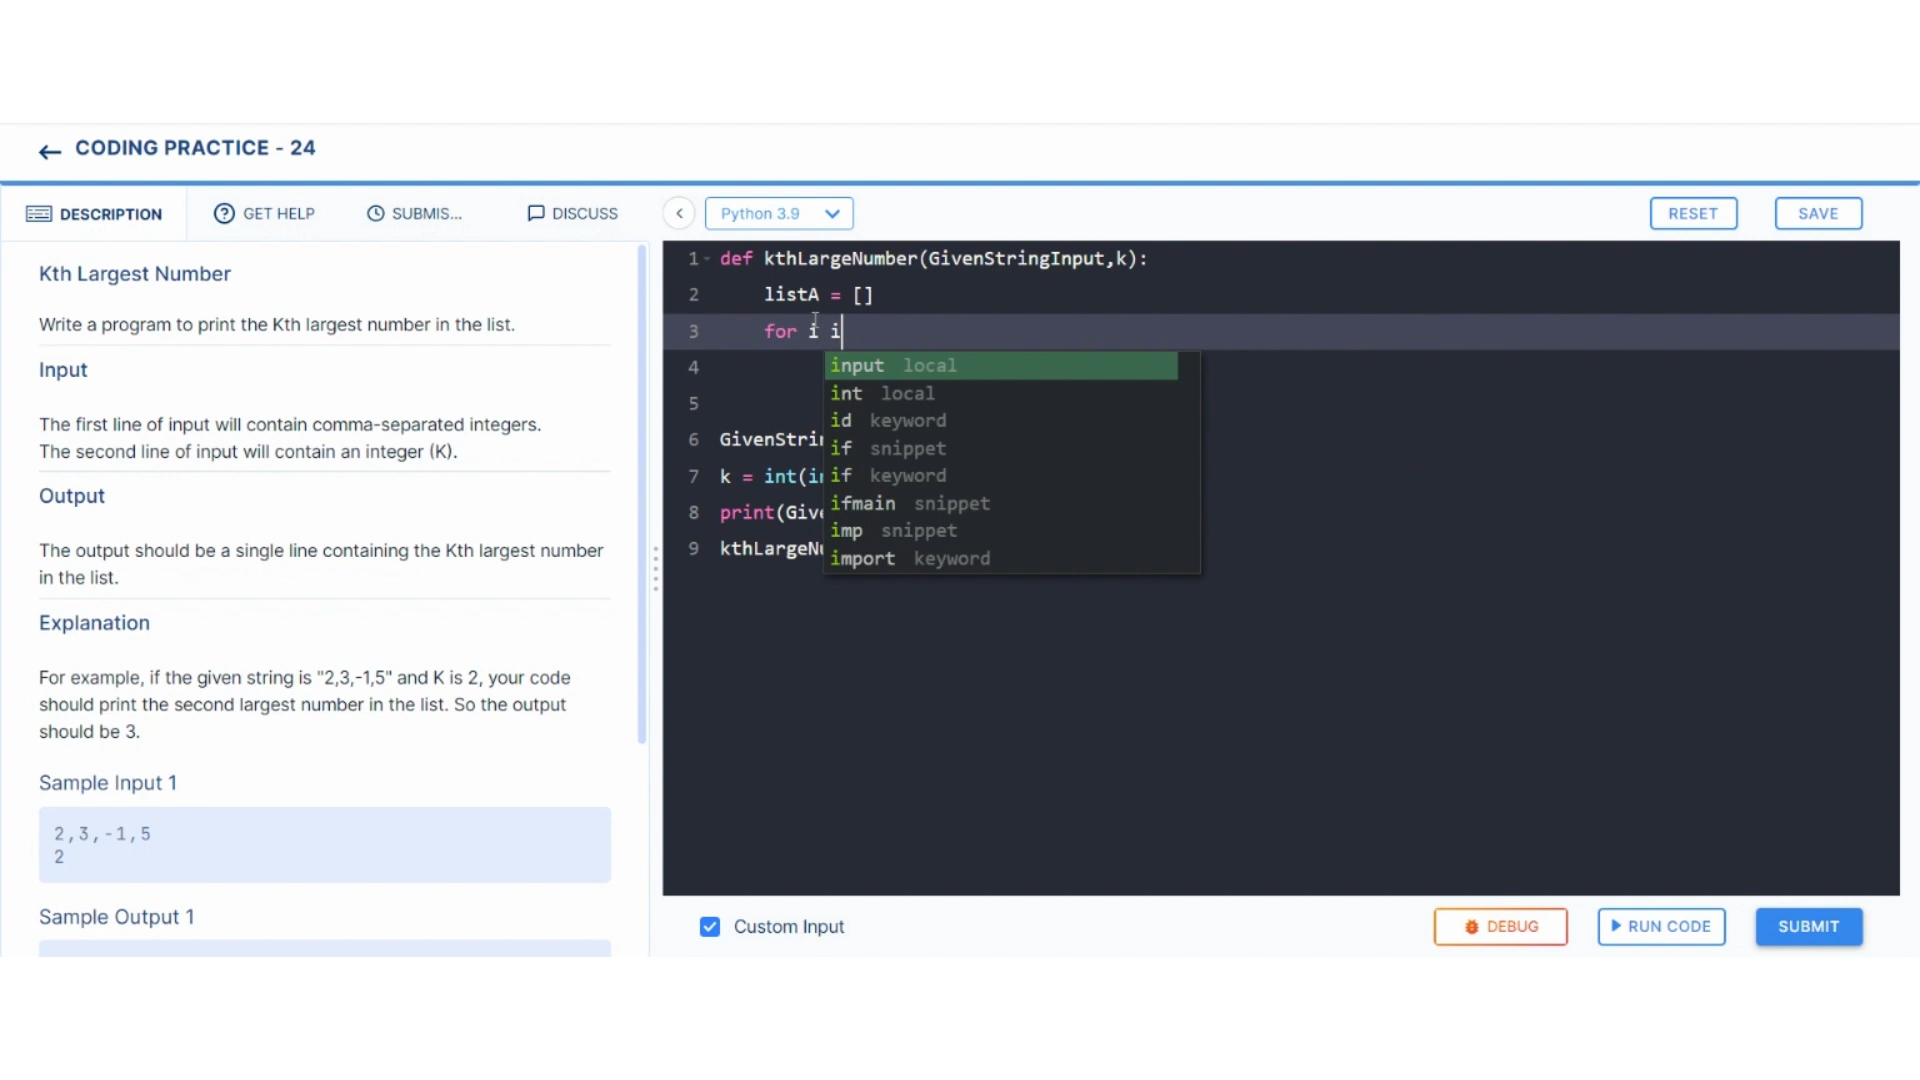 CODING PRACTICE - 24
DESCRIPTION
GET HELP
SUBMIS...
DISCUSS
Python 3.9
RESET
SAVE
Kth Largest Number
Write a program to print the Kth largest number in the list.
Input
The first line of input will contain comma-separated integers.
The second line of input will contain an integer (K).
Output
The output should be a single line containing the Kth largest number
in the list.
Explanation
For example, if the given string is "2,3,-1,5" and K is 2, your code
should print the second largest number in the list. So the output
should be 3.
Sample Input 1
2,3,-1,5
2
Sample Output 1
1 def kthLargeNumber(GivenStringInput,k):
2 listA = []
3 for i i
4
5
6 GivenStrin
7 k = int(in
8 print(Give
9 kthLargeNu
input local
int local
id keyword
if snippet
if keyword
ifmain snippet
imp snippet
import keyword
Custom Input
DEBUG
RUN CODE
SUBMIT